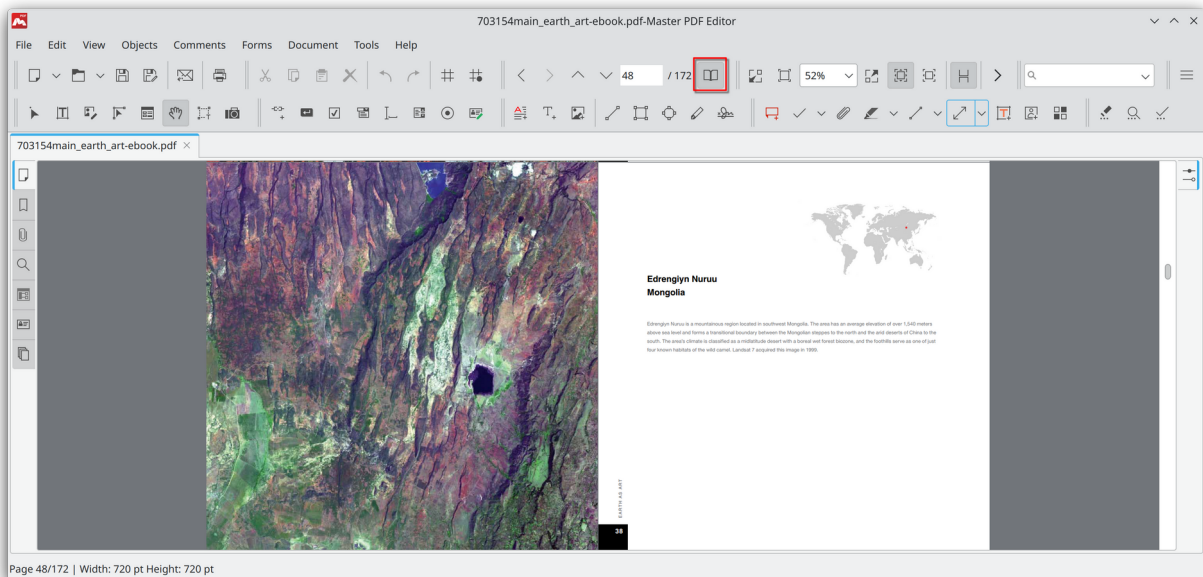 703154main_earth_art-ebook.pdf-Master PDF Editor
File Edit View Objects Comments Forms Document Tools Help
48 / 172 52%
703154main_earth_art-ebook.pdf
Edrengiyn Nuruu
Mongolia
Edrengiyn Nuruu is a mountainous region located in southwest Mongolia. The area has an average elevation of over 1,540 meters
above sea level and forms a transitional boundary between the Mongolian steppes to the north and the arid deserts of China to the
south. The area's climate is classified as a midlatitude desert with a boreal wet forest biozone, and the foothills serve as one of just
four known habitats of the wild camel. Landsat 7 acquired this image in 1999.
EARTH AS ART
38
Page 48/172 | Width: 720 pt Height: 720 pt